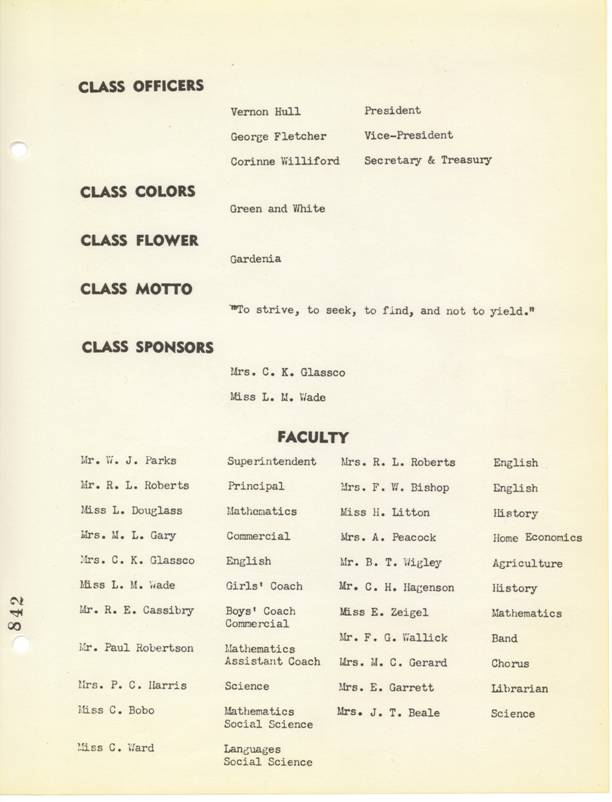 CLASS OFFICERS
Vernon Hull President
George Fletcher Vice-President
Corinne Williford Secretary & Treasury
CLASS COLORS
Green and White
CLASS FLOWER
Gardenia
CLASS MOTTO
"To strive, to seek, to find, and not to yield."
CLASS SPONSORS
Mrs. C. K. Glassco
Miss L. M. Wade
FACULTY
Mr. W. J. Parks Superintendent
Mr. R. L. Roberts Principal
Miss L. Douglass Mathematics
Mrs. M. L. Gary Commercial
Mrs. C. K. Glassco English
Miss L. M. Wade Girls' Coach
Mr. R. E. Cassibry Boys' Coach
Commercial
Mr. Paul Robertson Mathematics
Assistant Coach
Mrs. P. C. Harris Science
Miss C. Bobo Mathematics
Social Science
Miss C. Ward Languages
Social Science
Mrs. R. L. Roberts English
Mrs. F. W. Bishop English
Miss H. Litton History
Mrs. A. Peacock Home Economics
Mr. B. T. Wigley Agriculture
Mr. C. H. Hagenson History
Miss E. Zeigel Mathematics
Mr. F. G. Wallick Band
Mrs. M. C. Gerard Chorus
Mrs. E. Garrett Librarian
Mrs. J. T. Beale Science
842